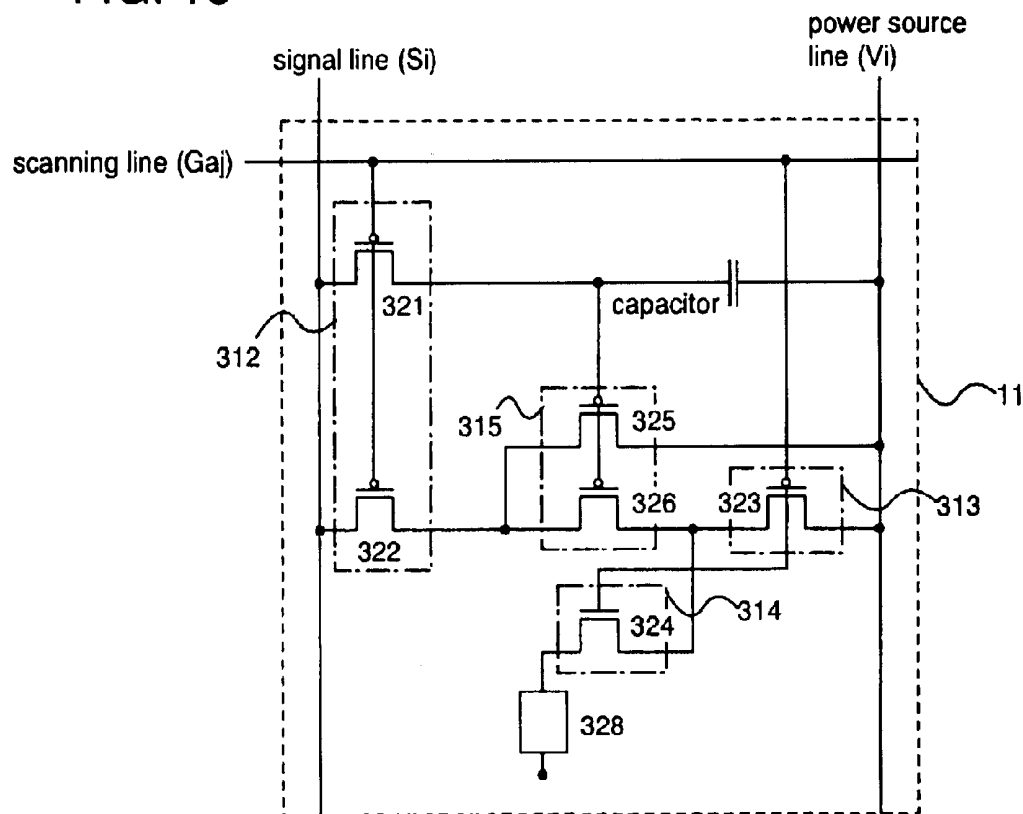 power source
line (Vi)
signal line (Si)
scanning line (Gaj)
321
capacitor
312
11
315
325
326
323
313
322
314
324
328